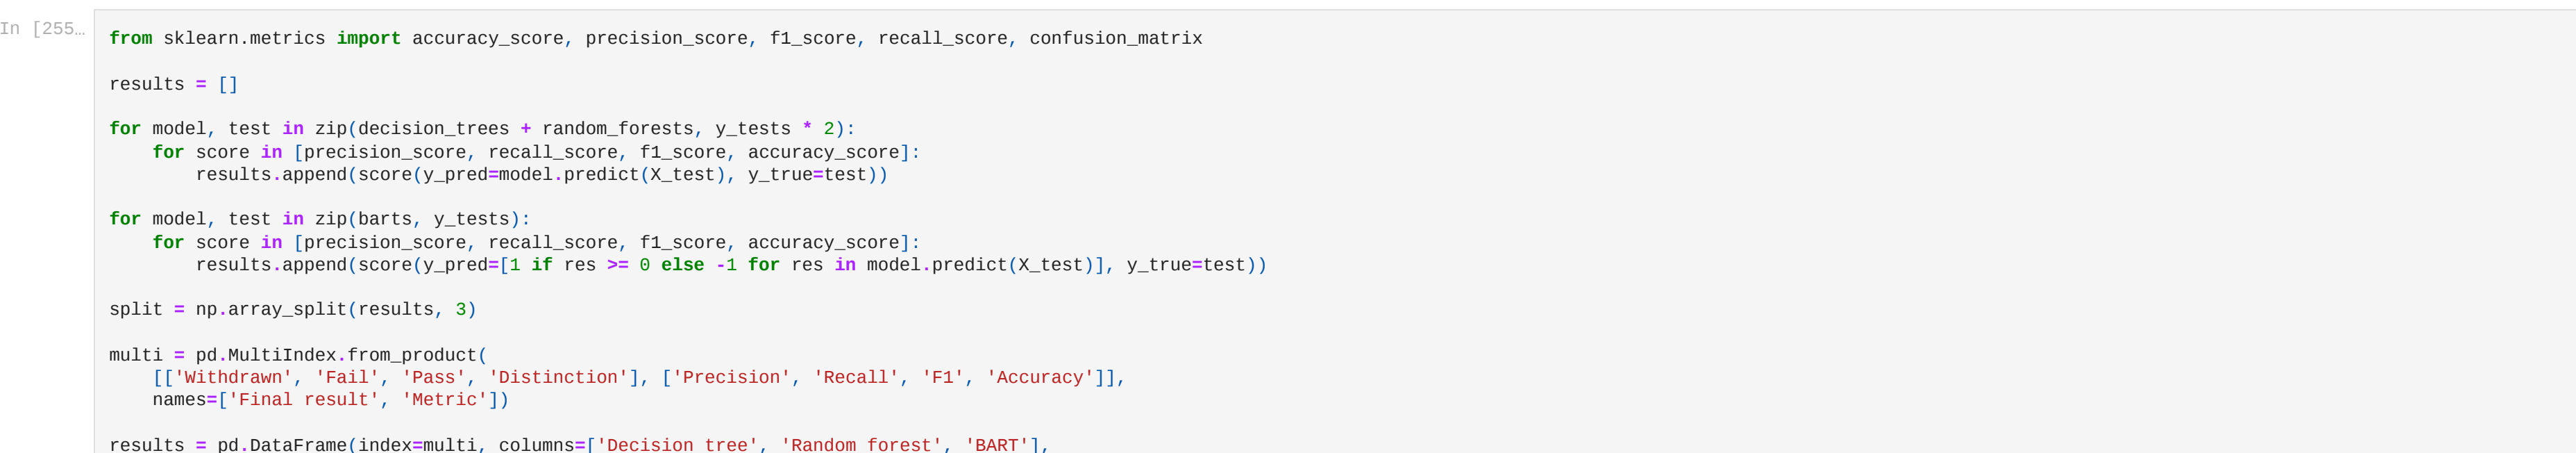 In [255…
from sklearn.metrics import accuracy_score, precision_score, f1_score, recall_score, confusion_matrix
results = []
for model, test in zip(decision_trees + random_forests, y_tests * 2):
    for score in [precision_score, recall_score, f1_score, accuracy_score]:
        results.append(score(y_pred=model.predict(X_test), y_true=test))
for model, test in zip(barts, y_tests):
    for score in [precision_score, recall_score, f1_score, accuracy_score]:
        results.append(score(y_pred=[1 if res >= 0 else -1 for res in model.predict(X_test)], y_true=test))
split = np.array_split(results, 3)
multi = pd.MultiIndex.from_product(
    [['Withdrawn', 'Fail', 'Pass', 'Distinction'], ['Precision', 'Recall', 'F1', 'Accuracy']],
    names=['Final result', 'Metric'])
results = pd.DataFrame(index=multi, columns=['Decision tree', 'Random forest', 'BART'],